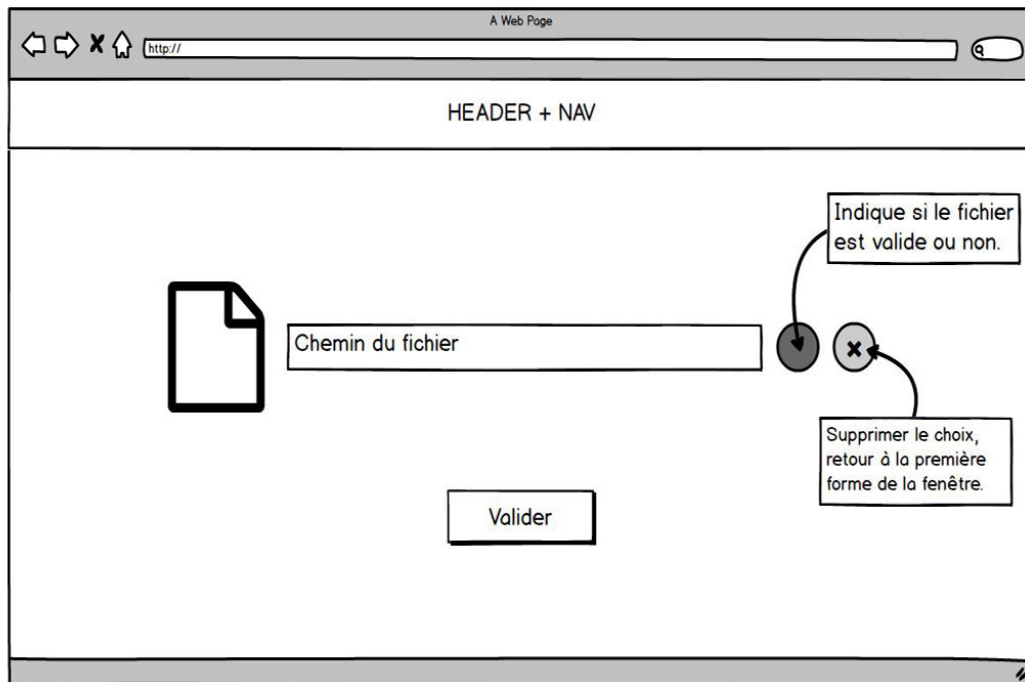 A Web Page
http://
HEADER + NAV
Indique si le fichier
est valide ou non.
Chemin du fichier
Supprimer le choix,
retour à la première
forme de la fenêtre.
Valider